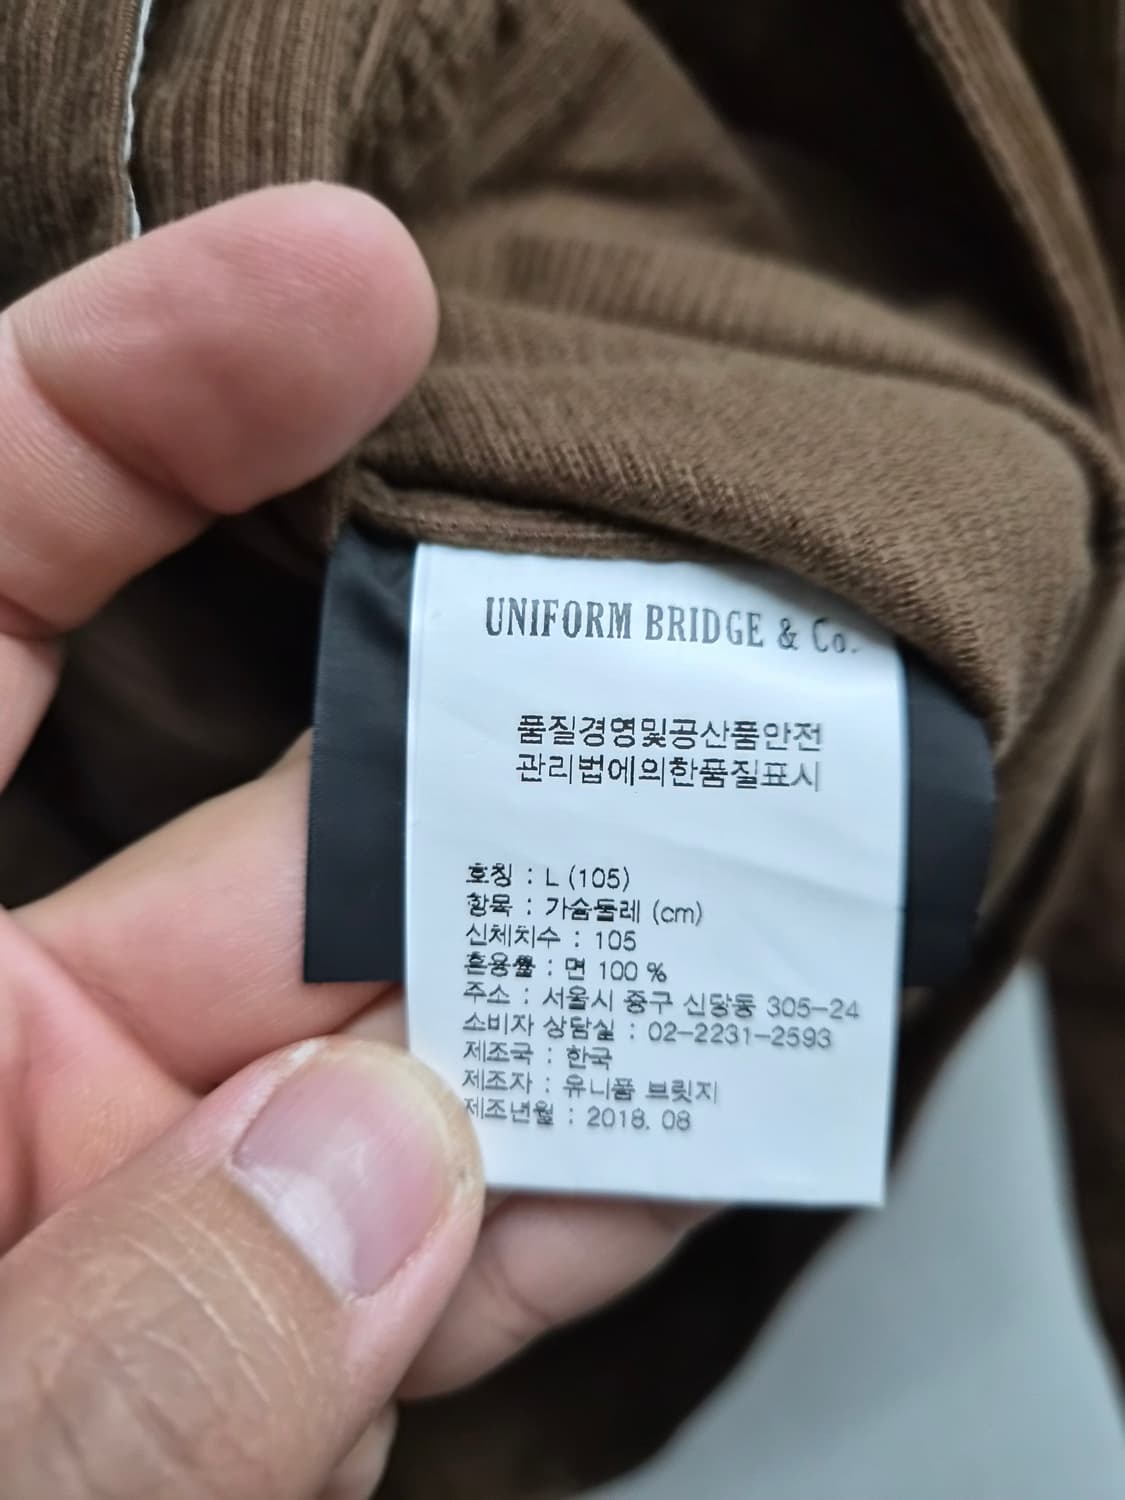 UNIFORM BRIDGE & Co.
품질경영및공산품안전
관리법에의한품질표시
호칭 : L (105)
항목 : 가슴둘레 (cm)
신체치수 : 105
혼용률 : 면 100 %
주소 : 서울시 중구 신당동 305-24
소비자 상담실 : 02-2231-2593
제조국 : 한국
제조자 : 유니폼 브릿지
제조년월 : 2018. 08